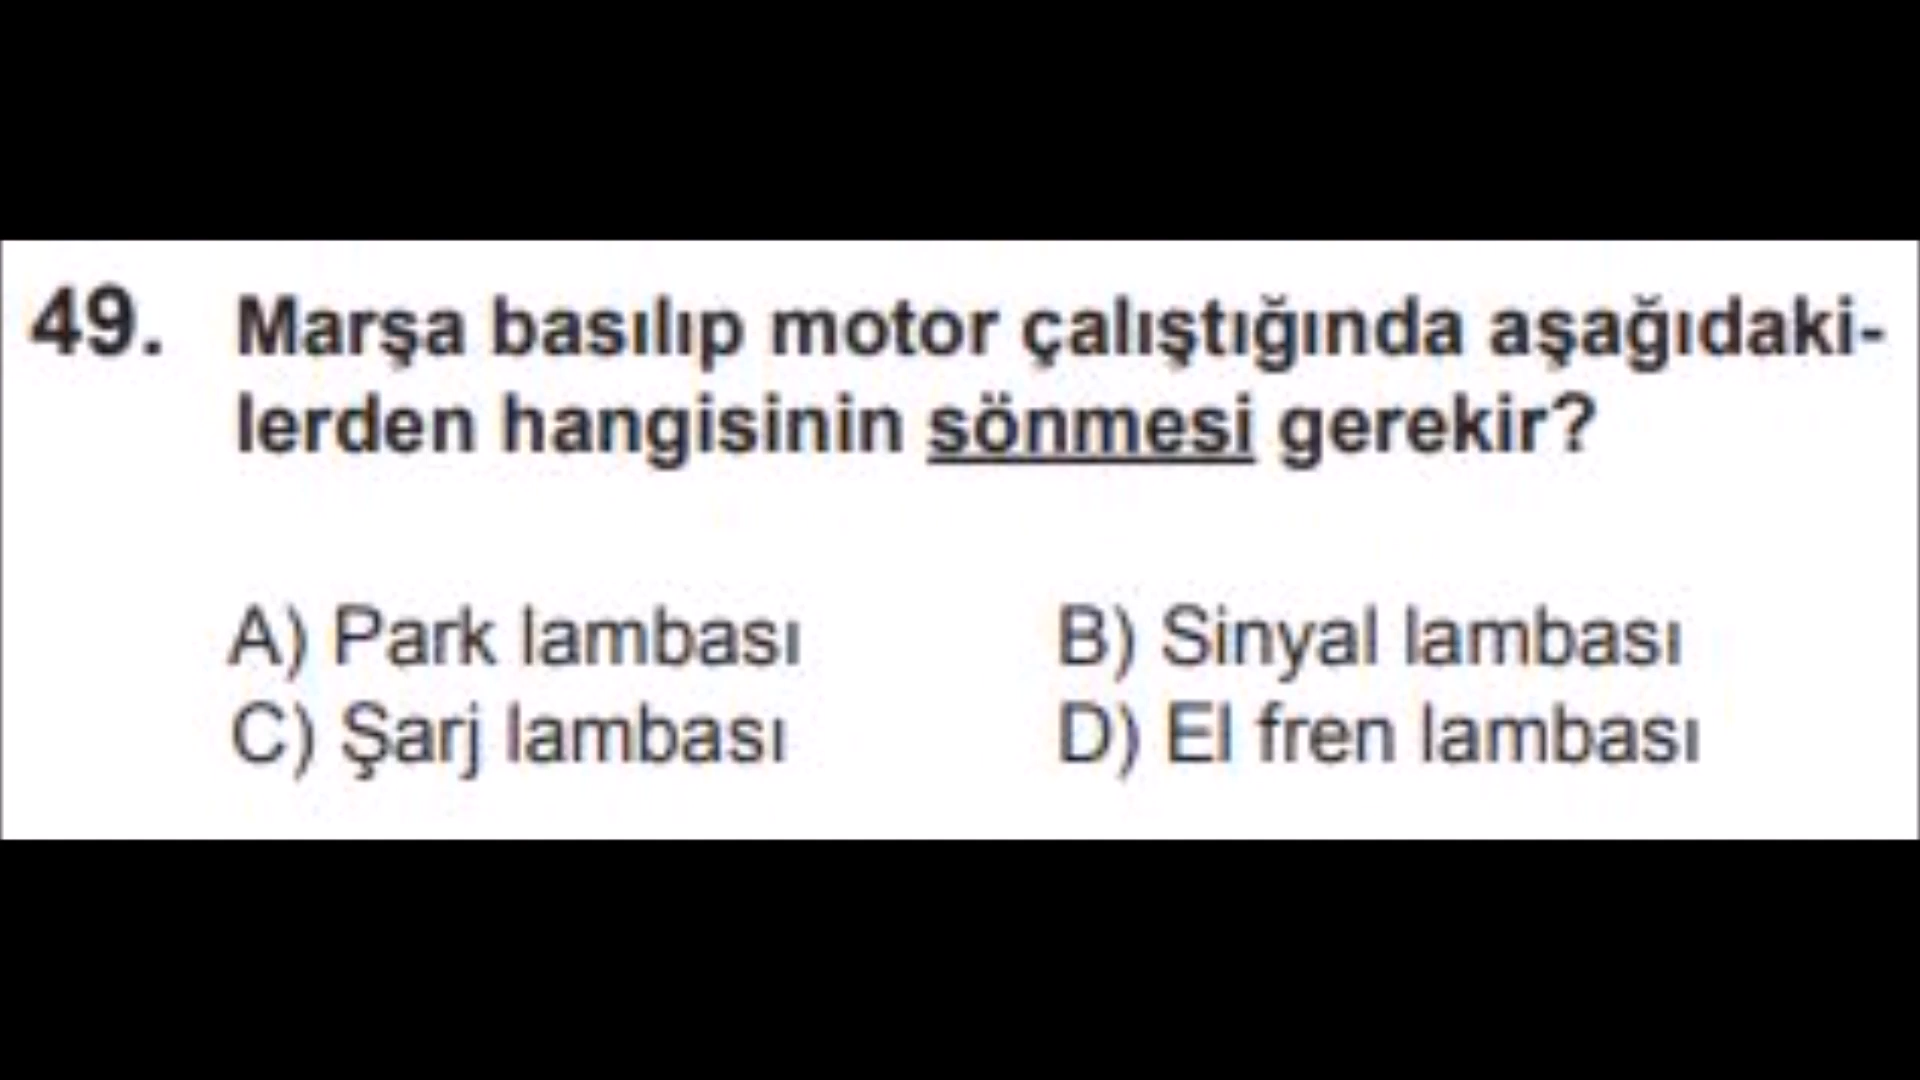 49. Marşa basılıp motor çalıştığında aşağıdaki-
lerden hangisinin sönmesi gerekir?
A) Park lambası B) Sinyal lambası
C) Şarj lambası D) El fren lambası